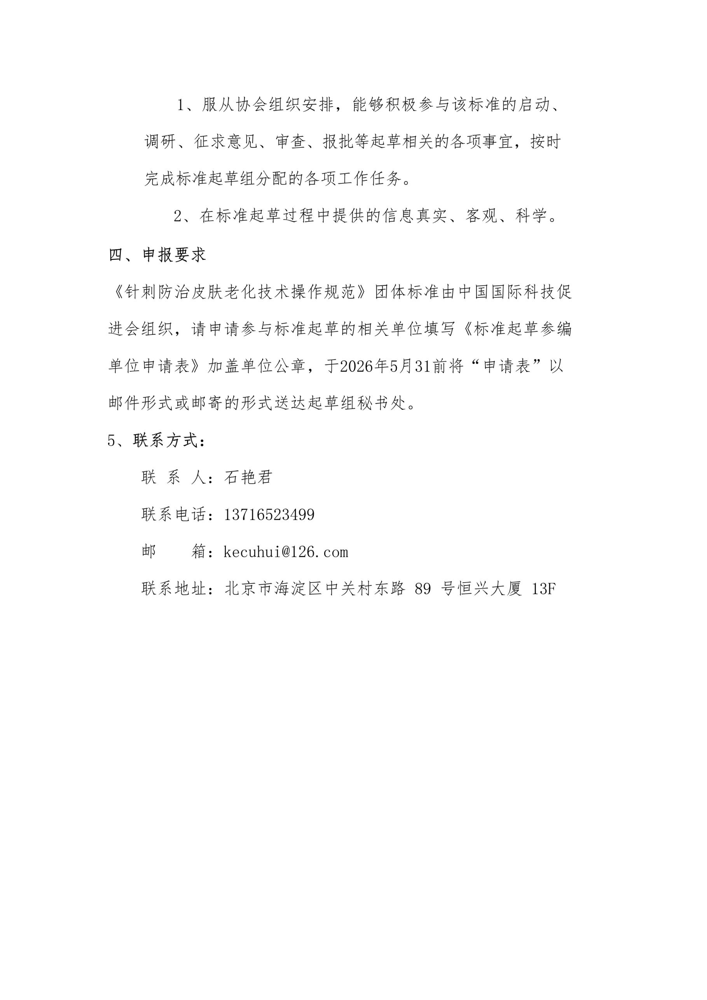 1、服从协会组织安排，能够积极参与该标准的启动、
调研、征求意见、审查、报批等起草相关的各项事宜，按时
完成标准起草组分配的各项工作任务。
2、在标准起草过程中提供的信息真实、客观、科学。
四、申报要求
《针刺防治皮肤老化技术操作规范》团体标准由中国国际科技促
进会组织，请申请参与标准起草的相关单位填写《标准起草参编
单位申请表》加盖单位公章，于2026年5月31前将“申请表”以
邮件形式或邮寄的形式送达起草组秘书处。
5、联系方式：
联 系 人：石艳君
联系电话：13716523499
邮　　箱：kecuhui@126.com
联系地址：北京市海淀区中关村东路 89 号恒兴大厦 13F